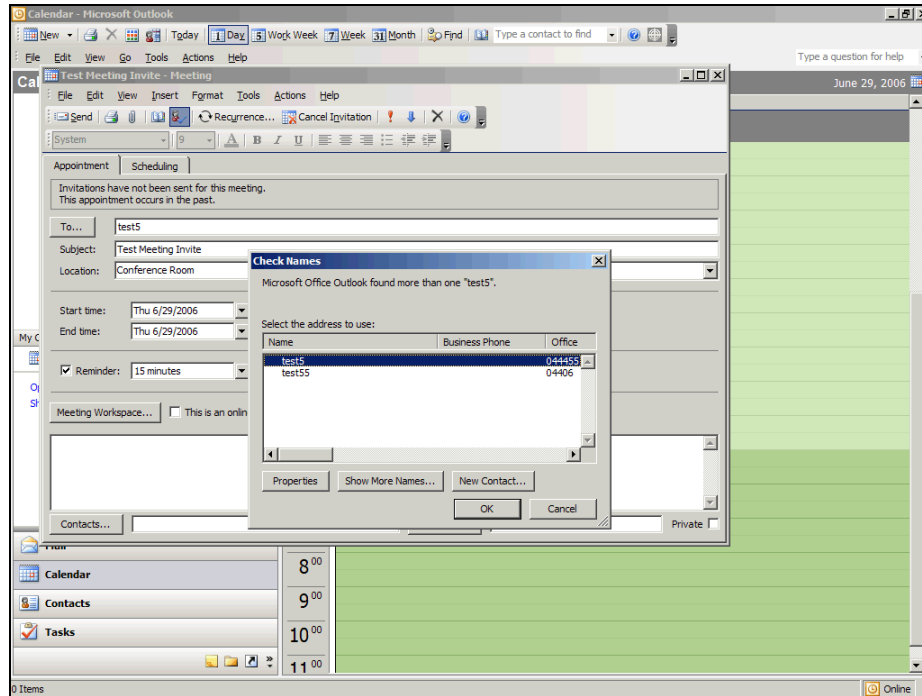 Calendar - Microsoft Outlook
New Today 1 Day 5 Work Week 7 Week 31 Month Find Type a contact to find
File Edit View Go Tools Actions Help Type a question for help
Cal June 29, 2006
Test Meeting Invite - Meeting
File Edit View Insert Format Tools Actions Help
Send Recurrence... Cancel Invitation
System 9 A B I U
Appointment Scheduling
Invitations have not been sent for this meeting.
This appointment occurs in the past.
To... test5
Subject: Test Meeting Invite
Location: Conference Room
Check Names
Microsoft Office Outlook found more than one "test5".
Start time: Thu 6/29/2006
End time: Thu 6/29/2006
Select the address to use:
My C
Name Business Phone Office
test5 044455
test55 04406
Reminder: 15 minutes
Op
Sh
Meeting Workspace... This is an onlin
Properties Show More Names... New Contact...
OK Cancel
Contacts... Private
Calendar
Contacts
Tasks
8 00
9 00
10 00
11 00
0 Items Online